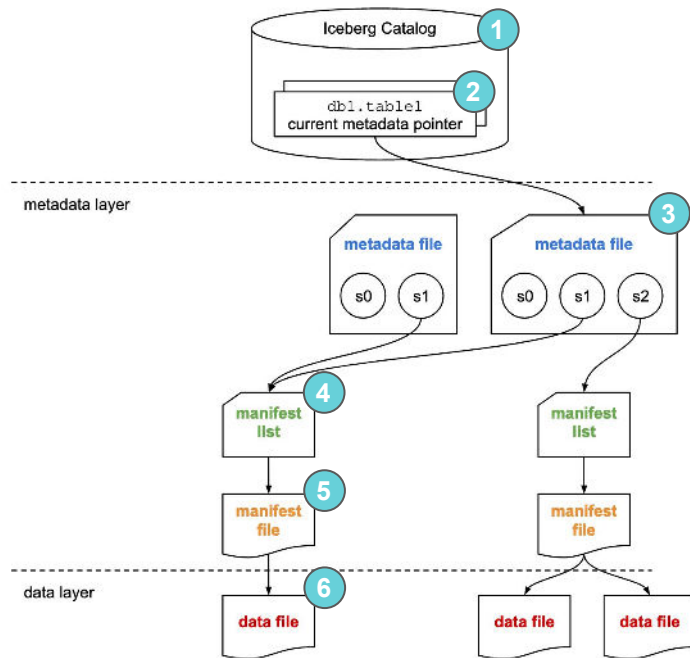 Iceberg Catalog
1
2
db1.table1
current metadata pointer
metadata layer
3
metadata file
metadata file
s0
s1
s0
s1
s2
4
manifest
list
manifest
list
5
manifest
file
manifest
file
data layer
6
data file
data file
data file